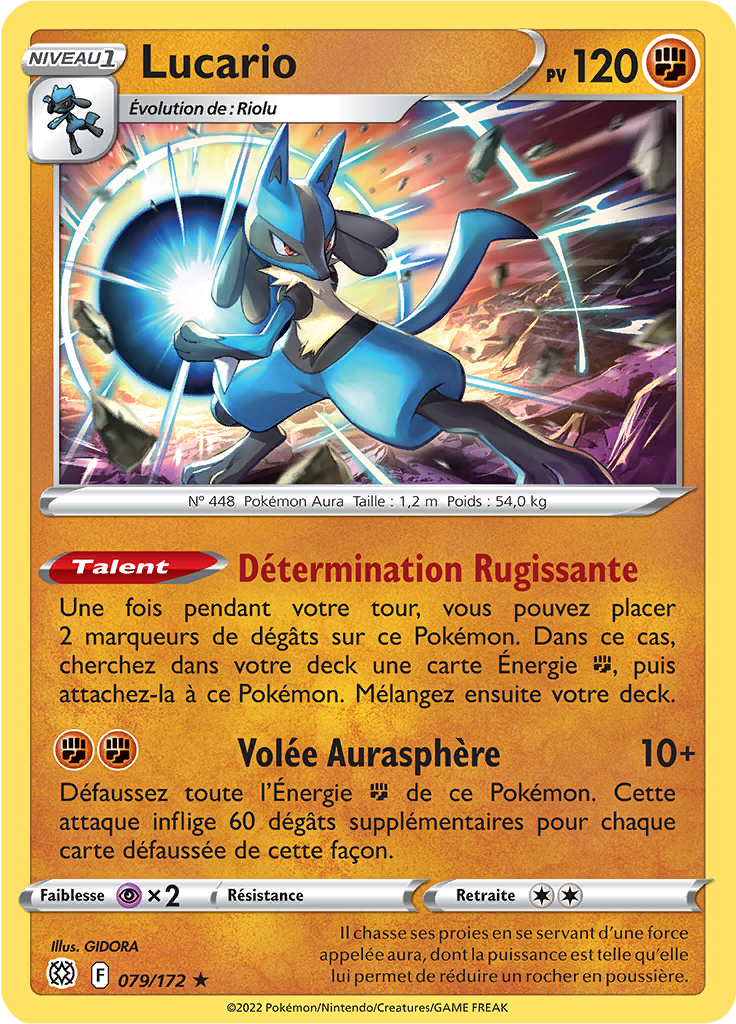 NIVEAU 1
Lucario
PV 120
Évolution de : Riolu
N° 448 Pokémon Aura Taille : 1,2 m Poids : 54,0 kg
Talent Détermination Rugissante
Une fois pendant votre tour, vous pouvez placer
2 marqueurs de dégâts sur ce Pokémon. Dans ce cas,
cherchez dans votre deck une carte Énergie , puis
attachez-la à ce Pokémon. Mélangez ensuite votre deck.
Volée Aurasphère 10+
Défaussez toute l'Énergie de ce Pokémon. Cette
attaque inflige 60 dégâts supplémentaires pour chaque
carte défaussée de cette façon.
Faiblesse ×2 Résistance Retraite
Illus. GIDORA
F 079/172 ★
Il chasse ses proies en se servant d'une force
appelée aura, dont la puissance est telle qu'elle
lui permet de réduire un rocher en poussière.
©2022 Pokémon/Nintendo/Creatures/GAME FREAK